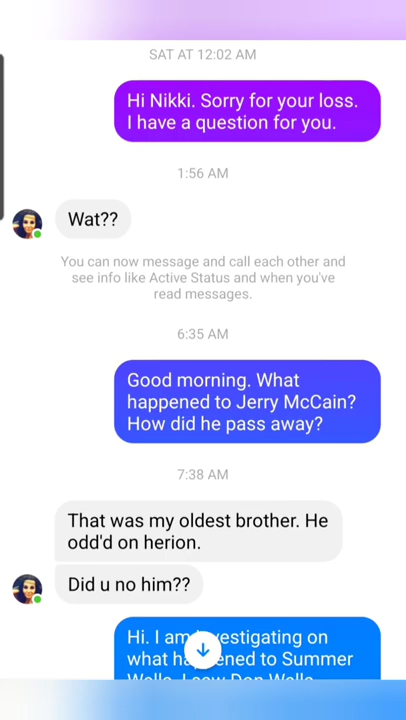 SAT AT 12:02 AM
Hi Nikki. Sorry for your loss.
I have a question for you.
1:56 AM
Wat??
You can now message and call each other and
see info like Active Status and when you've
read messages.
6:35 AM
Good morning. What
happened to Jerry McCain?
How did he pass away?
7:38 AM
That was my oldest brother. He
odd'd on herion.
Did u no him??
Hi. I am on
what to Summer